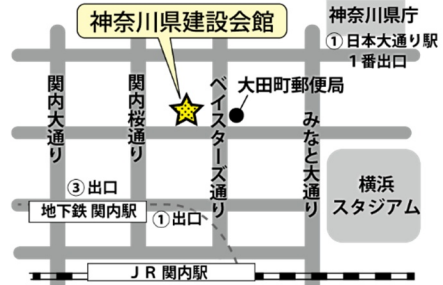 神奈川県庁
①日本大通り駅
1番出口
神奈川県建設会館
大田町郵便局
関内大通り
関内桜通り
ベイスターズ通り
みなと大通り
横浜
スタジアム
③出口
地下鉄 関内駅
①出口
JR関内駅